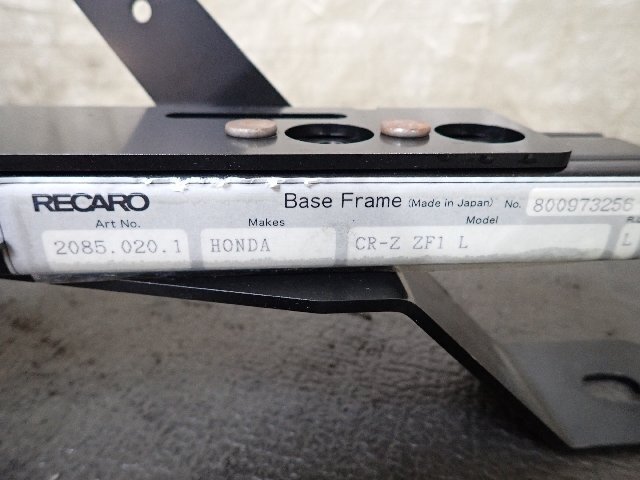 RECARO Base Frame (Made in Japan) No. 800973256
Art No. Makes Model
2085.020.1 HONDA CR-Z ZF1 L L